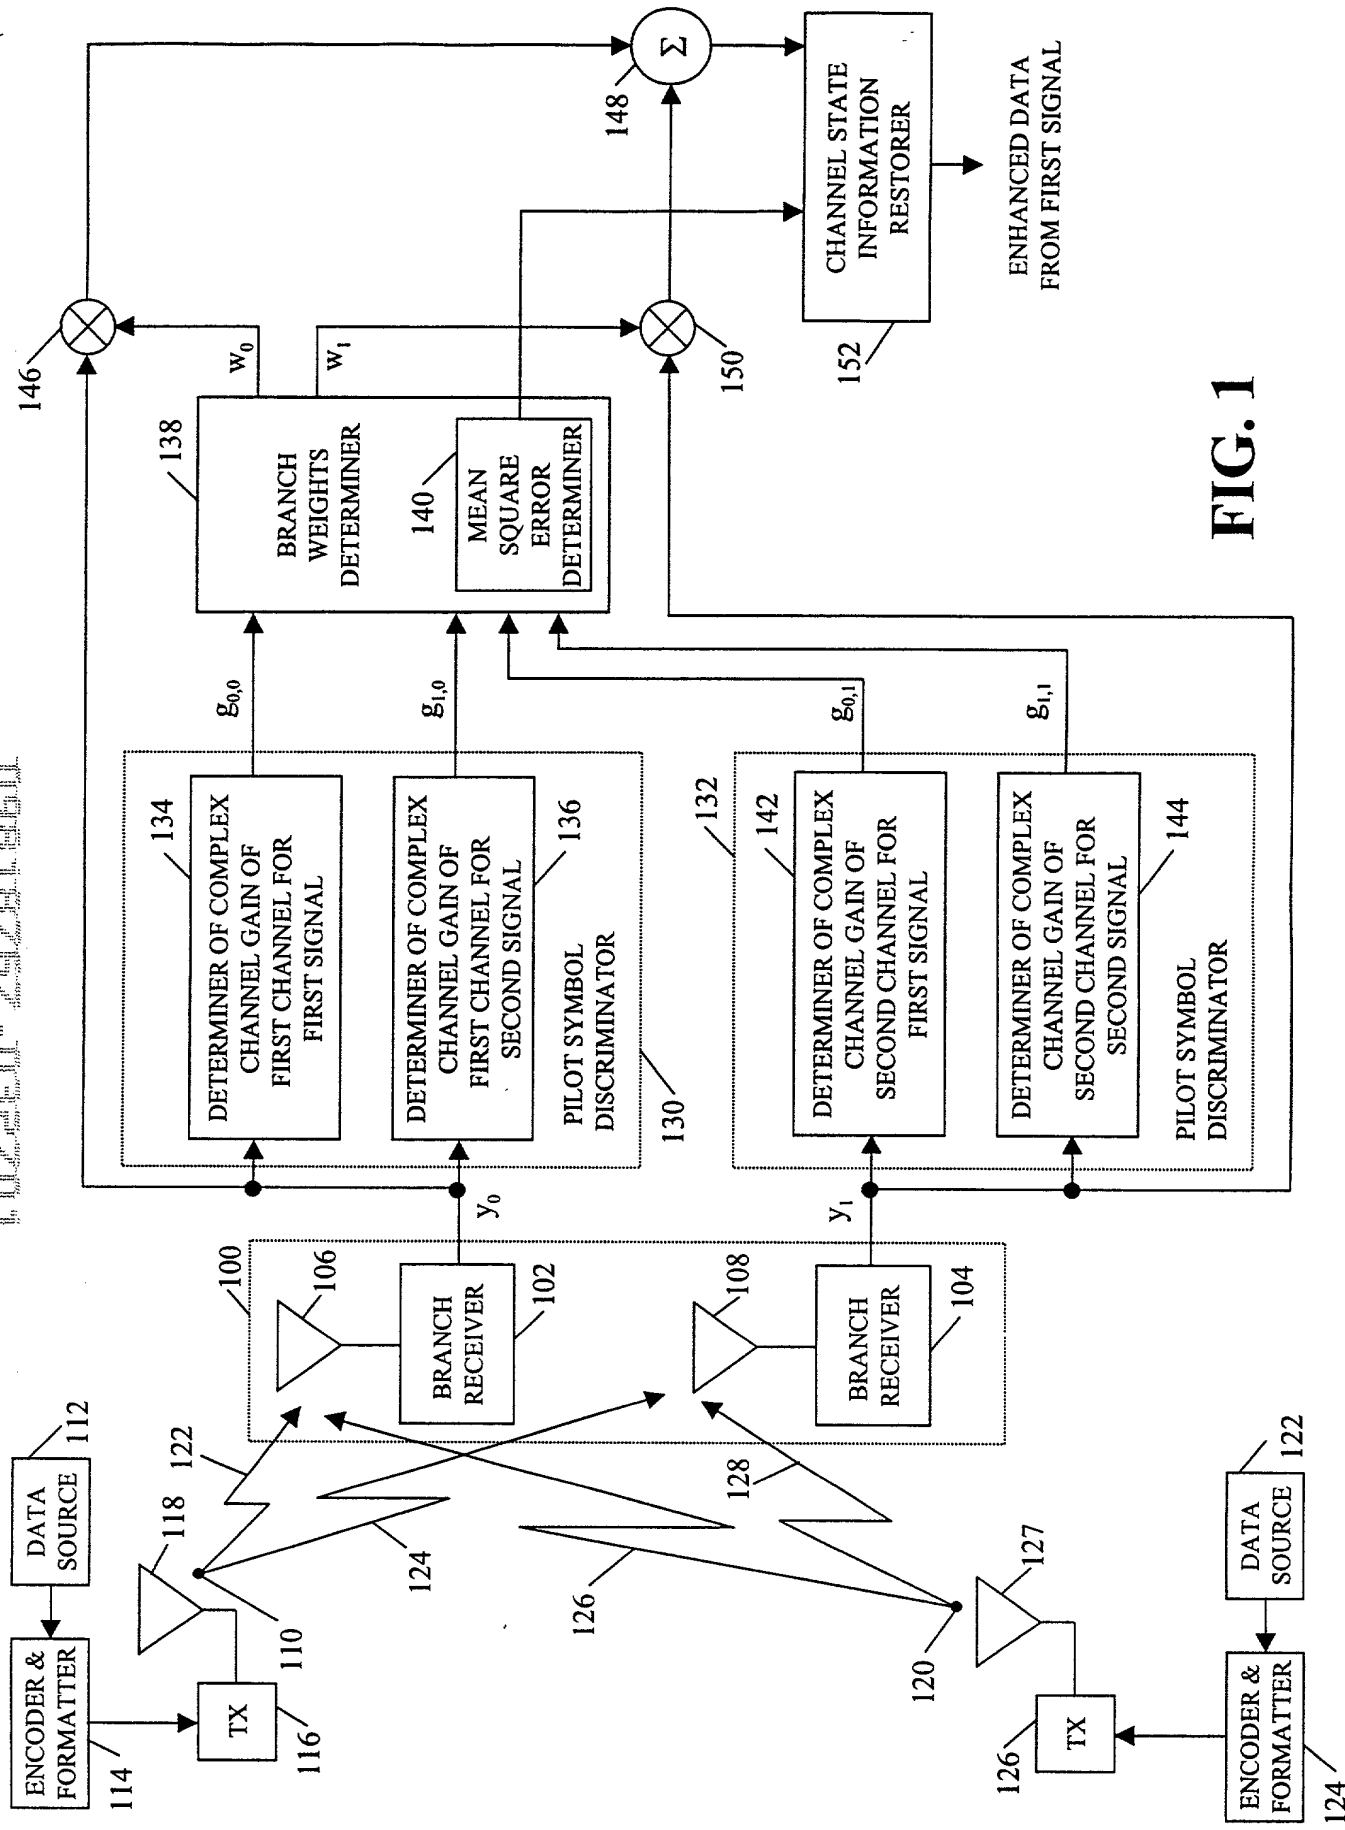 112
DATA
SOURCE
ENCODER &
FORMATTER
114
118
TX
116
110
122
124
126
128
120
127
TX
126
DATA
SOURCE
122
ENCODER &
FORMATTER
124
100
106
BRANCH
RECEIVER
102
108
BRANCH
RECEIVER
104
y0
y1
134
DETERMINER OF COMPLEX
CHANNEL GAIN OF
FIRST CHANNEL FOR
FIRST SIGNAL
DETERMINER OF COMPLEX
CHANNEL GAIN OF
FIRST CHANNEL FOR
SECOND SIGNAL
136
PILOT SYMBOL
DISCRIMINATOR
130
132
DETERMINER OF COMPLEX
CHANNEL GAIN OF
SECOND CHANNEL FOR
FIRST SIGNAL
142
DETERMINER OF COMPLEX
CHANNEL GAIN OF
SECOND CHANNEL FOR
SECOND SIGNAL
144
PILOT SYMBOL
DISCRIMINATOR
g0,0
g1,0
g0,1
g1,1
138
BRANCH
WEIGHTS
DETERMINER
140
MEAN
SQUARE
ERROR
DETERMINER
w0
w1
146
150
148
Σ
CHANNEL STATE
INFORMATION
RESTORER
152
ENHANCED DATA
FROM FIRST SIGNAL
FIG. 1